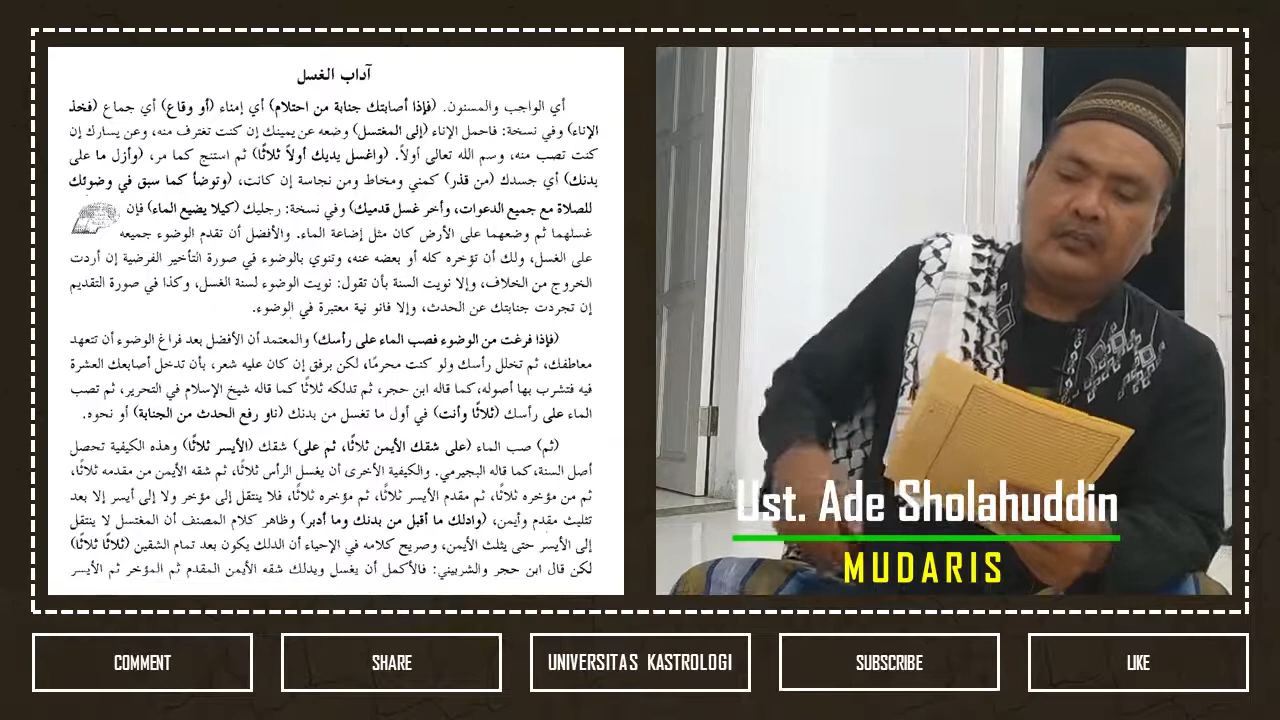 آداب الغسل
أي الواجب والمسنون. (فإذا أصابتك جنابة من احتلام) أي إمناء (أو وقاع) أي جماع (فخذ
الإناء) وفي نسخة: فاحمل الإناء (إلى المغتسل) وضعه عن يمينك إن كنت تغترف منه، وعن يسارك إن
كنت تصب منه، وسم الله تعالى أولاً. (واغسل يديك أولاً ثلاثًا) ثم استنج كما مر، (وأزل ما على
بدنك) أي جسدك (من قذر) كمني ومخاط ومن نجاسة إن كانت، (وتوضأ كما سبق في وضوئك
للصلاة مع جميع الدعوات، وأخر غسل قدميك) وفي نسخة: رجليك (كيلا يضيع الماء) فإن
غسلهما ثم وضعهما على الأرض كان مثل إضاعة الماء. والأفضل أن تقدم الوضوء جميعه
على الغسل، ولك أن تؤخره كله أو بعضه عنه، وتنوي بالوضوء في صورة التأخير الفرضية إن أردت
الخروج من الخلاف، وإلا نويت السنة بأن تقول: نويت الوضوء لسنة الغسل، وكذا في صورة التقديم
إن تجردت جنابتك عن الحدث، وإلا فانو نية معتبرة في الوضوء.
(فإذا فرغت من الوضوء فصب الماء على رأسك) والمعتمد أن الأفضل بعد فراغ الوضوء أن تتعهد
معاطفك، ثم تخلل رأسك ولو كنت محرمًا، لكن برفق إن كان عليه شعر، بأن تدخل أصابعك العشرة
فيه فتشرب بها أصوله، كما قاله ابن حجر، ثم تدلكه ثلاثًا كما قاله شيخ الإسلام في التحرير، ثم تصب
الماء على رأسك (ثلاثًا وأنت) في أول ما تغسل من بدنك (ناو رفع الحدث من الجنابة) أو نحوه.
(ثم) صب الماء (على شقك الأيمن ثلاثًا، ثم على) شقك (الأيسر ثلاثًا) وهذه الكيفية تحصل
أصل السنة، كما قاله البجيرمي. والكيفية الأخرى أن يغسل الرأس ثلاثًا، ثم شقه الأيمن من مقدمه ثلاثًا،
ثم من مؤخره ثلاثًا، ثم مقدم الأيسر ثلاثًا، ثم مؤخره ثلاثًا، فلا ينتقل إلى مؤخر ولا إلى أيسر إلا بعد
تثليث مقدم وأيمن، (وادلك ما أقبل من بدنك وما أدبر) وظاهر كلام المصنف أن المغتسل لا ينتقل
إلى الأيسر حتى يثلث الأيمن، وصريح كلامه في الإحياء أن الدلك يكون بعد تمام الشقين (ثلاثًا ثلاثًا)
لكن قال ابن حجر والشربيني: فالأكمل أن يغسل ويدلك شقه الأيمن المقدم ثم المؤخر ثم الأيسر
Ust. Ade Sholahuddin
MUDARIS
COMMENT
SHARE
UNIVERSITAS KASTROLOGI
SUBSCRIBE
LIKE